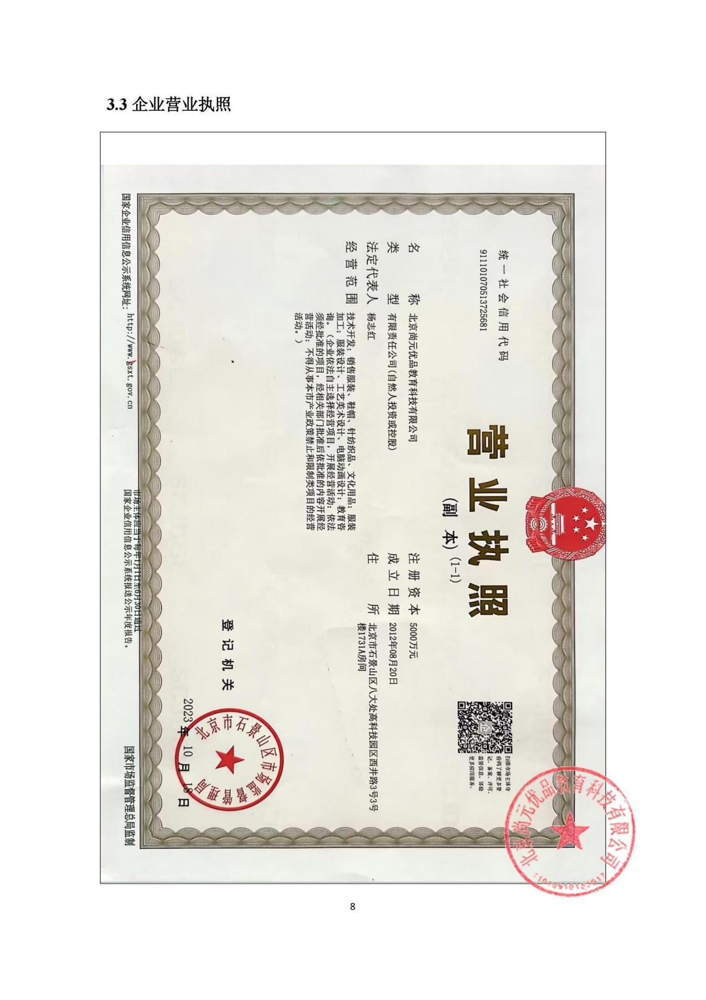 3.3 企业营业执照
统一社会信用代码
91110107051372568​1
营业执照
(副本) (1-1)
扫描市场主体身
份码了解更多登
记、备案、许可、
监管信息，体验
更多应用服务。
名称 北京尚元优品教育科技有限公司
类型 有限责任公司(自然人投资或控股)
法定代表人 杨志红
经营范围 技术开发；销售服装、鞋帽、针纺织品、文化用品；服装
加工；服装设计、工艺美术设计、电脑动画设计；教育咨
询。（企业依法自主选择经营项目，开展经营活动；依法
须经批准的项目，经相关部门批准后依批准的内容开展经
营活动；不得从事本市产业政策禁止和限制类项目的经营
活动。）
注册资本 5000万元
成立日期 2012年08月20日
住所 北京市石景山区八大处高科技园区西井路3号3号
楼1731A房间
登记机关
北京市石景山区市场监督管理局
2023年10月18日
国家企业信用信息公示系统网址：http://www.gsxt.gov.cn
市场主体应当于每年1月1日至6月30日通过
国家企业信用信息公示系统报送公示年度报告。
国家市场监督管理总局监制
北京尚元优品教育科技有限公司
8